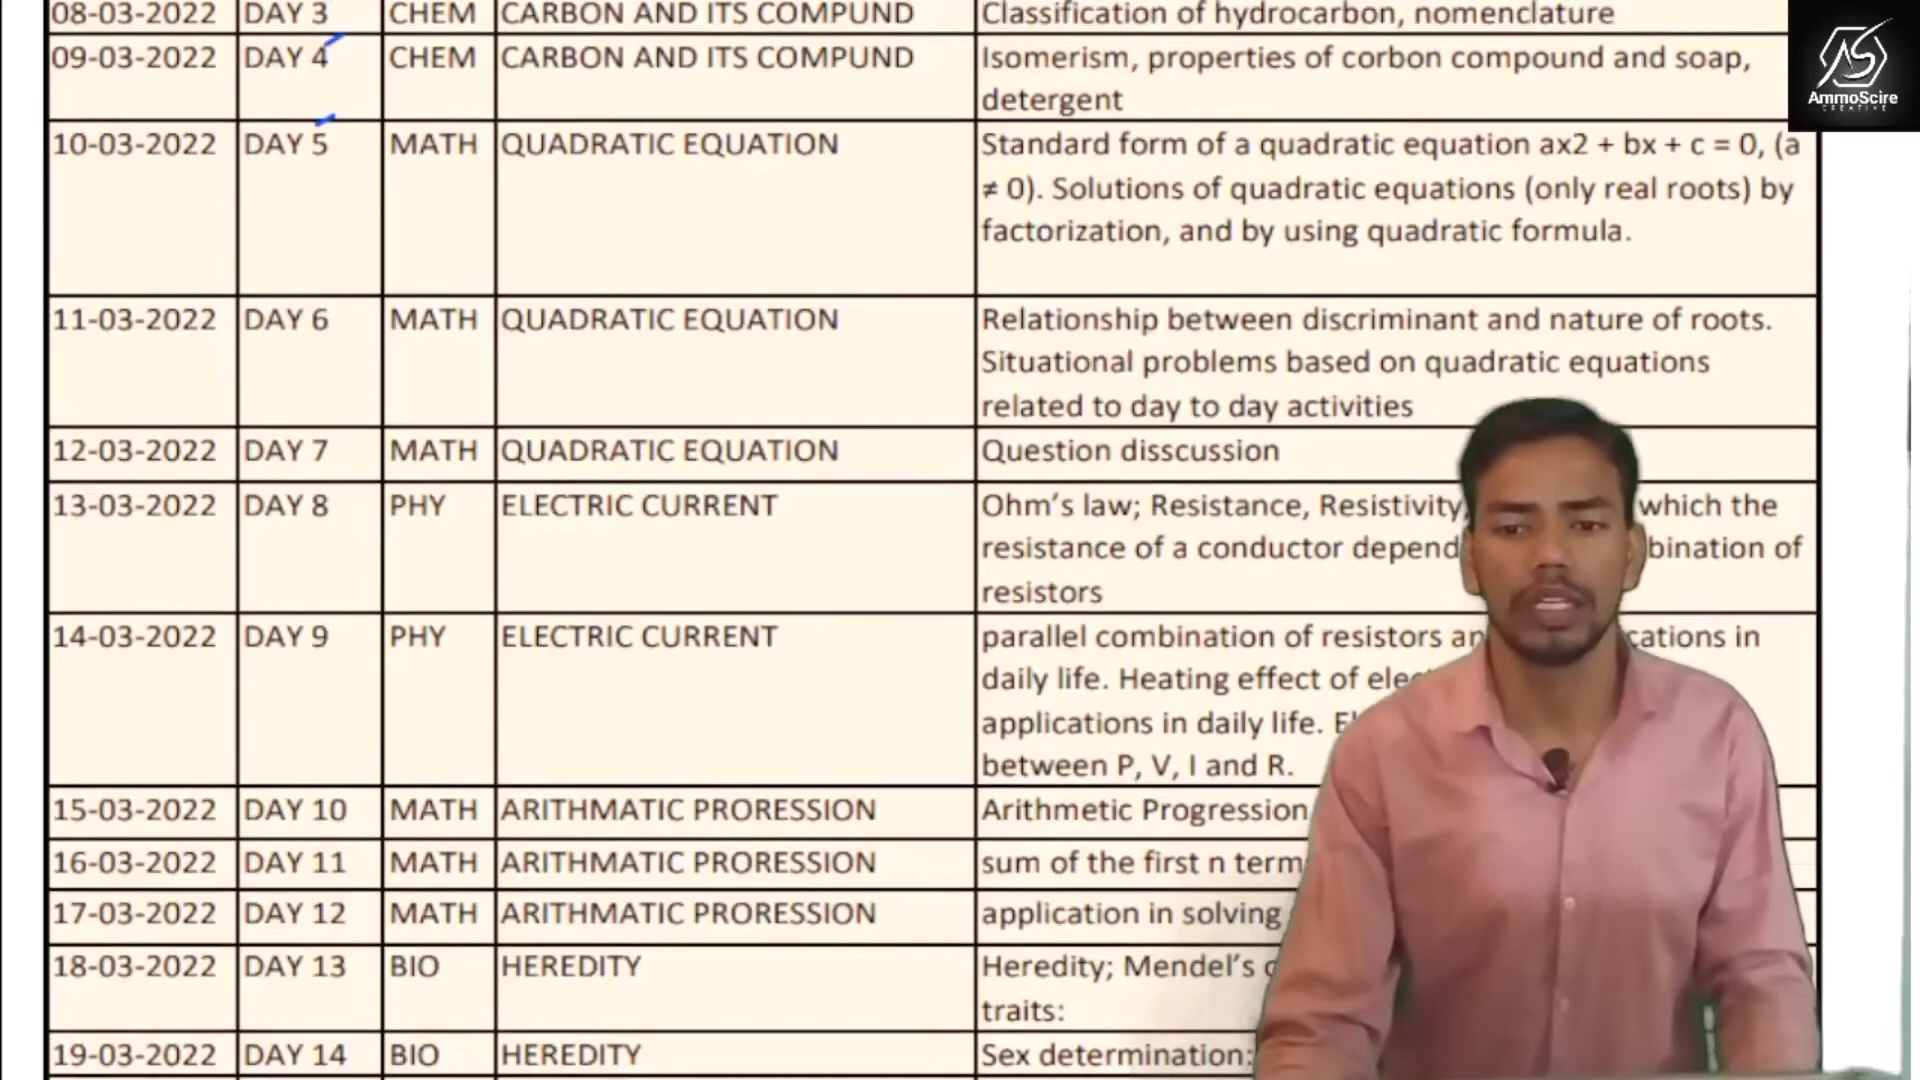 08-03-2022 DAY 3 CHEM CARBON AND ITS COMPUND Classification of hydrocarbon, nomenclature
09-03-2022 DAY 4 CHEM CARBON AND ITS COMPUND Isomerism, properties of corbon compound and soap,
detergent
10-03-2022 DAY 5 MATH QUADRATIC EQUATION Standard form of a quadratic equation ax2 + bx + c = 0, (a
≠ 0). Solutions of quadratic equations (only real roots) by
factorization, and by using quadratic formula.
11-03-2022 DAY 6 MATH QUADRATIC EQUATION Relationship between discriminant and nature of roots.
Situational problems based on quadratic equations
related to day to day activities
12-03-2022 DAY 7 MATH QUADRATIC EQUATION Question disscussion
13-03-2022 DAY 8 PHY ELECTRIC CURRENT Ohm's law; Resistance, Resistivity, which the
resistance of a conductor depend bination of
resistors
14-03-2022 DAY 9 PHY ELECTRIC CURRENT parallel combination of resistors an cations in
daily life. Heating effect of elec
applications in daily life. El
between P, V, I and R.
15-03-2022 DAY 10 MATH ARITHMATIC PRORESSION Arithmetic Progression
16-03-2022 DAY 11 MATH ARITHMATIC PRORESSION sum of the first n term
17-03-2022 DAY 12 MATH ARITHMATIC PRORESSION application in solving
18-03-2022 DAY 13 BIO HEREDITY Heredity; Mendel's
traits:
19-03-2022 DAY 14 BIO HEREDITY Sex determination:
AmmoScire
CREATIVE